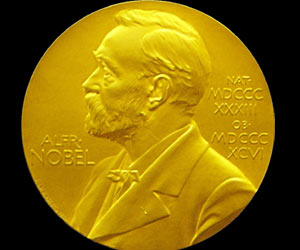 ALFR·
NOBEL
NAT·
MDCCC
XXXIII
OB·
MDCCC
XCVI